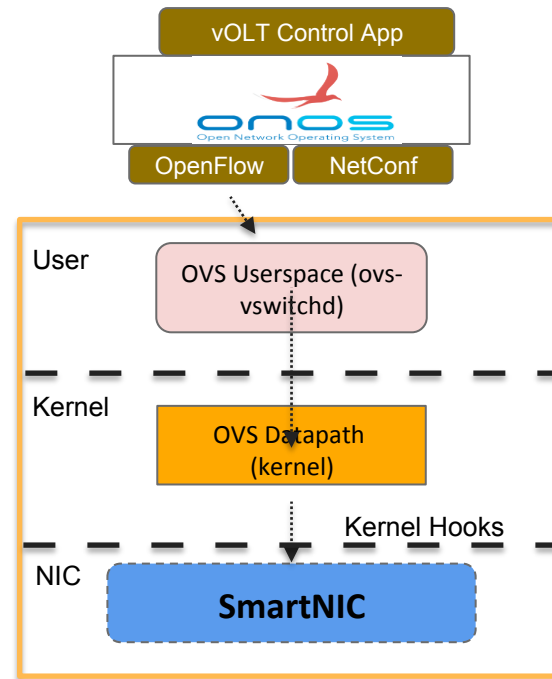 vOLT Control App
onos
Open Network Operating System
OpenFlow
NetConf
User
OVS Userspace (ovs-
vswitchd)
Kernel
OVS Datapath
(kernel)
Kernel Hooks
NIC
SmartNIC